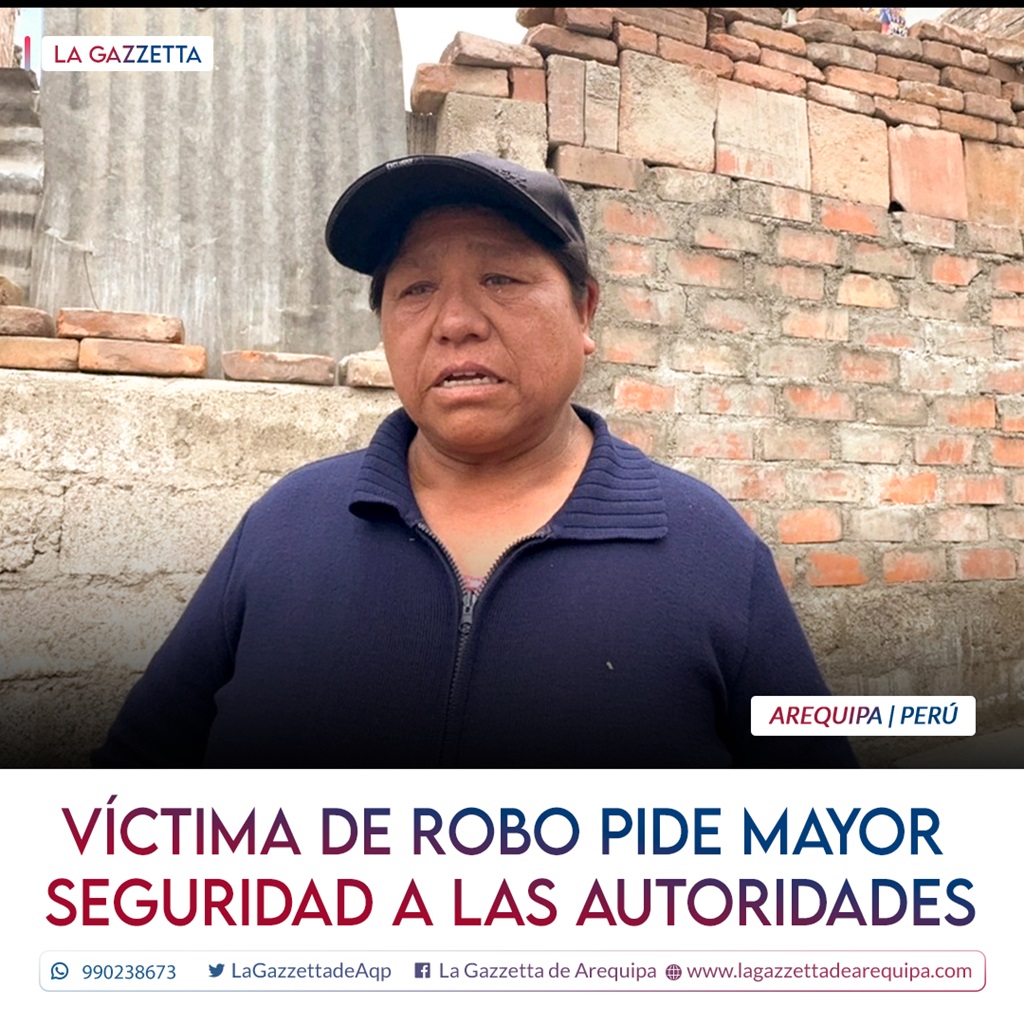 LA GAZZETTA
AREQUIPA | PERÚ
VÍCTIMA DE ROBO PIDE MAYOR
SEGURIDAD A LAS AUTORIDADES
990238673 LaGazzettadeAqp La Gazzetta de Arequipa www.lagazzettadearequipa.com